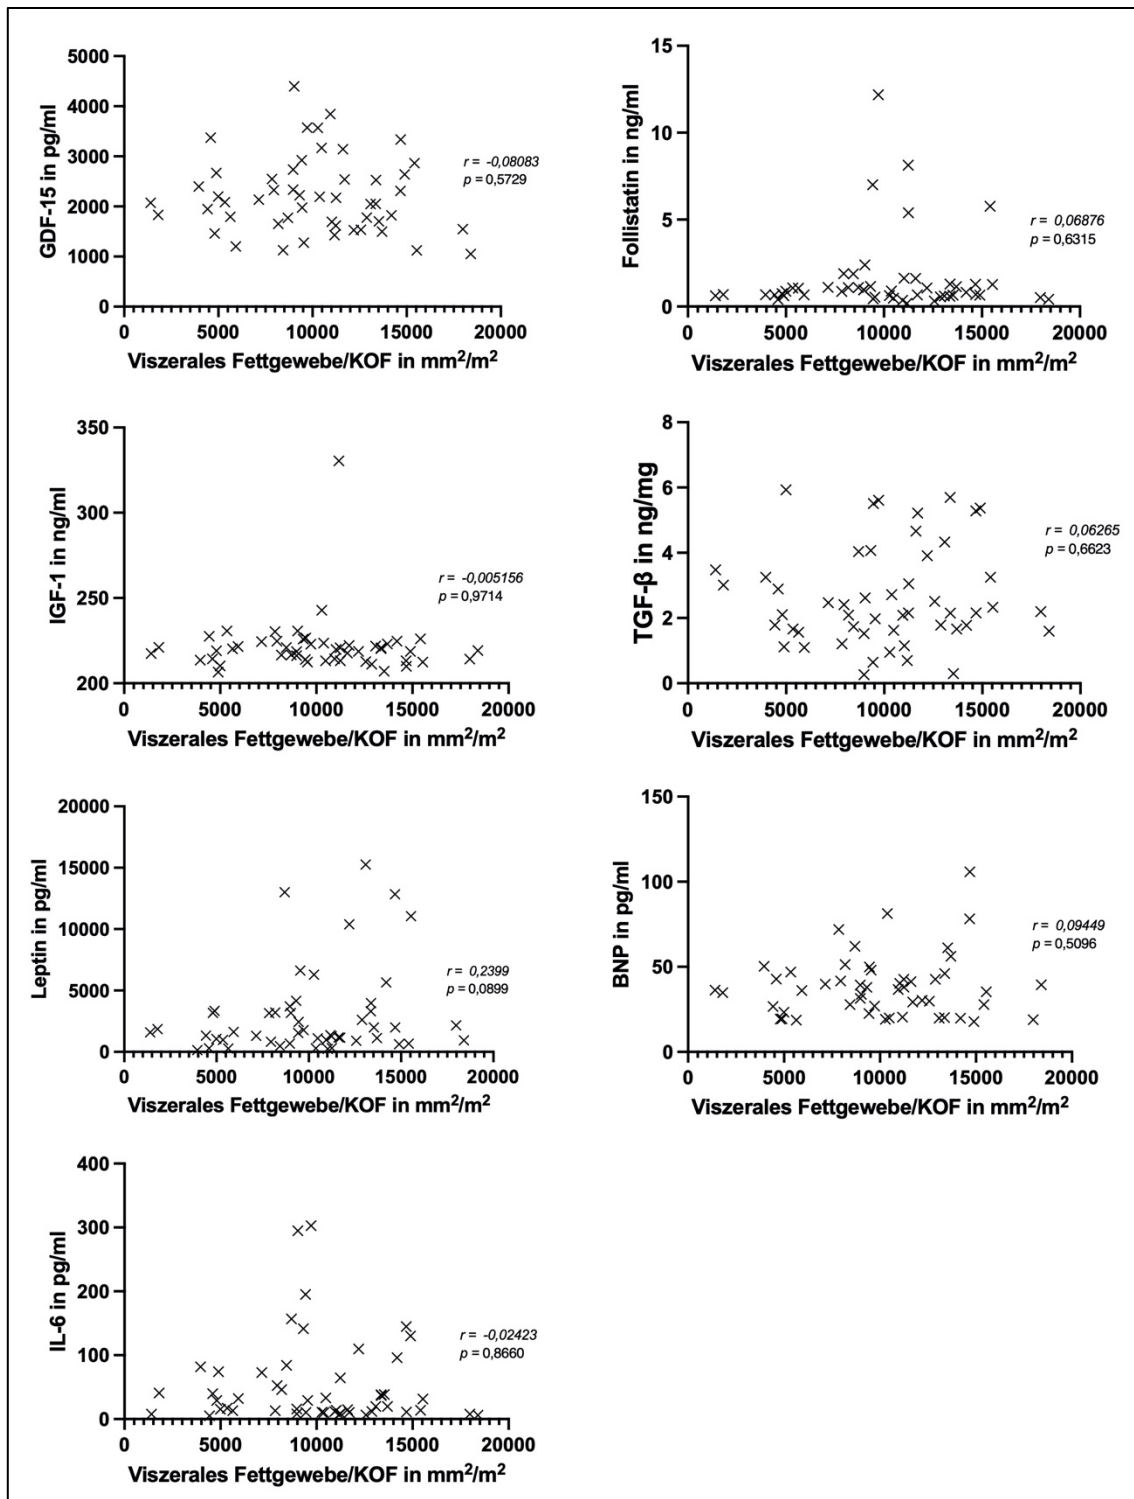 5000
4000
3000
2000
1000
0
GDF-15 in pg/ml
r = -0,08083
p = 0,5729
0 5000 10000 15000 20000
Viszerales Fettgewebe/KOF in mm²/m²
15
10
5
0
Follistatin in ng/ml
r = 0,06876
p = 0,6315
0 5000 10000 15000 20000
Viszerales Fettgewebe/KOF in mm²/m²
350
300
250
200
IGF-1 in ng/ml
r = -0,005156
p = 0,9714
0 5000 10000 15000 20000
Viszerales Fettgewebe/KOF in mm²/m²
8
6
4
2
0
TGF-β in ng/mg
r = 0,06265
p = 0,6623
0 5000 10000 15000 20000
Viszerales Fettgewebe/KOF in mm²/m²
20000
15000
10000
5000
0
Leptin in pg/ml
r = 0,2399
p = 0,0899
0 5000 10000 15000 20000
Viszerales Fettgewebe/KOF in mm²/m²
150
100
50
0
BNP in pg/ml
r = 0,09449
p = 0,5096
0 5000 10000 15000 20000
Viszerales Fettgewebe/KOF in mm²/m²
400
300
200
100
0
IL-6 in pg/ml
r = -0,02423
p = 0,8660
0 5000 10000 15000 20000
Viszerales Fettgewebe/KOF in mm²/m²